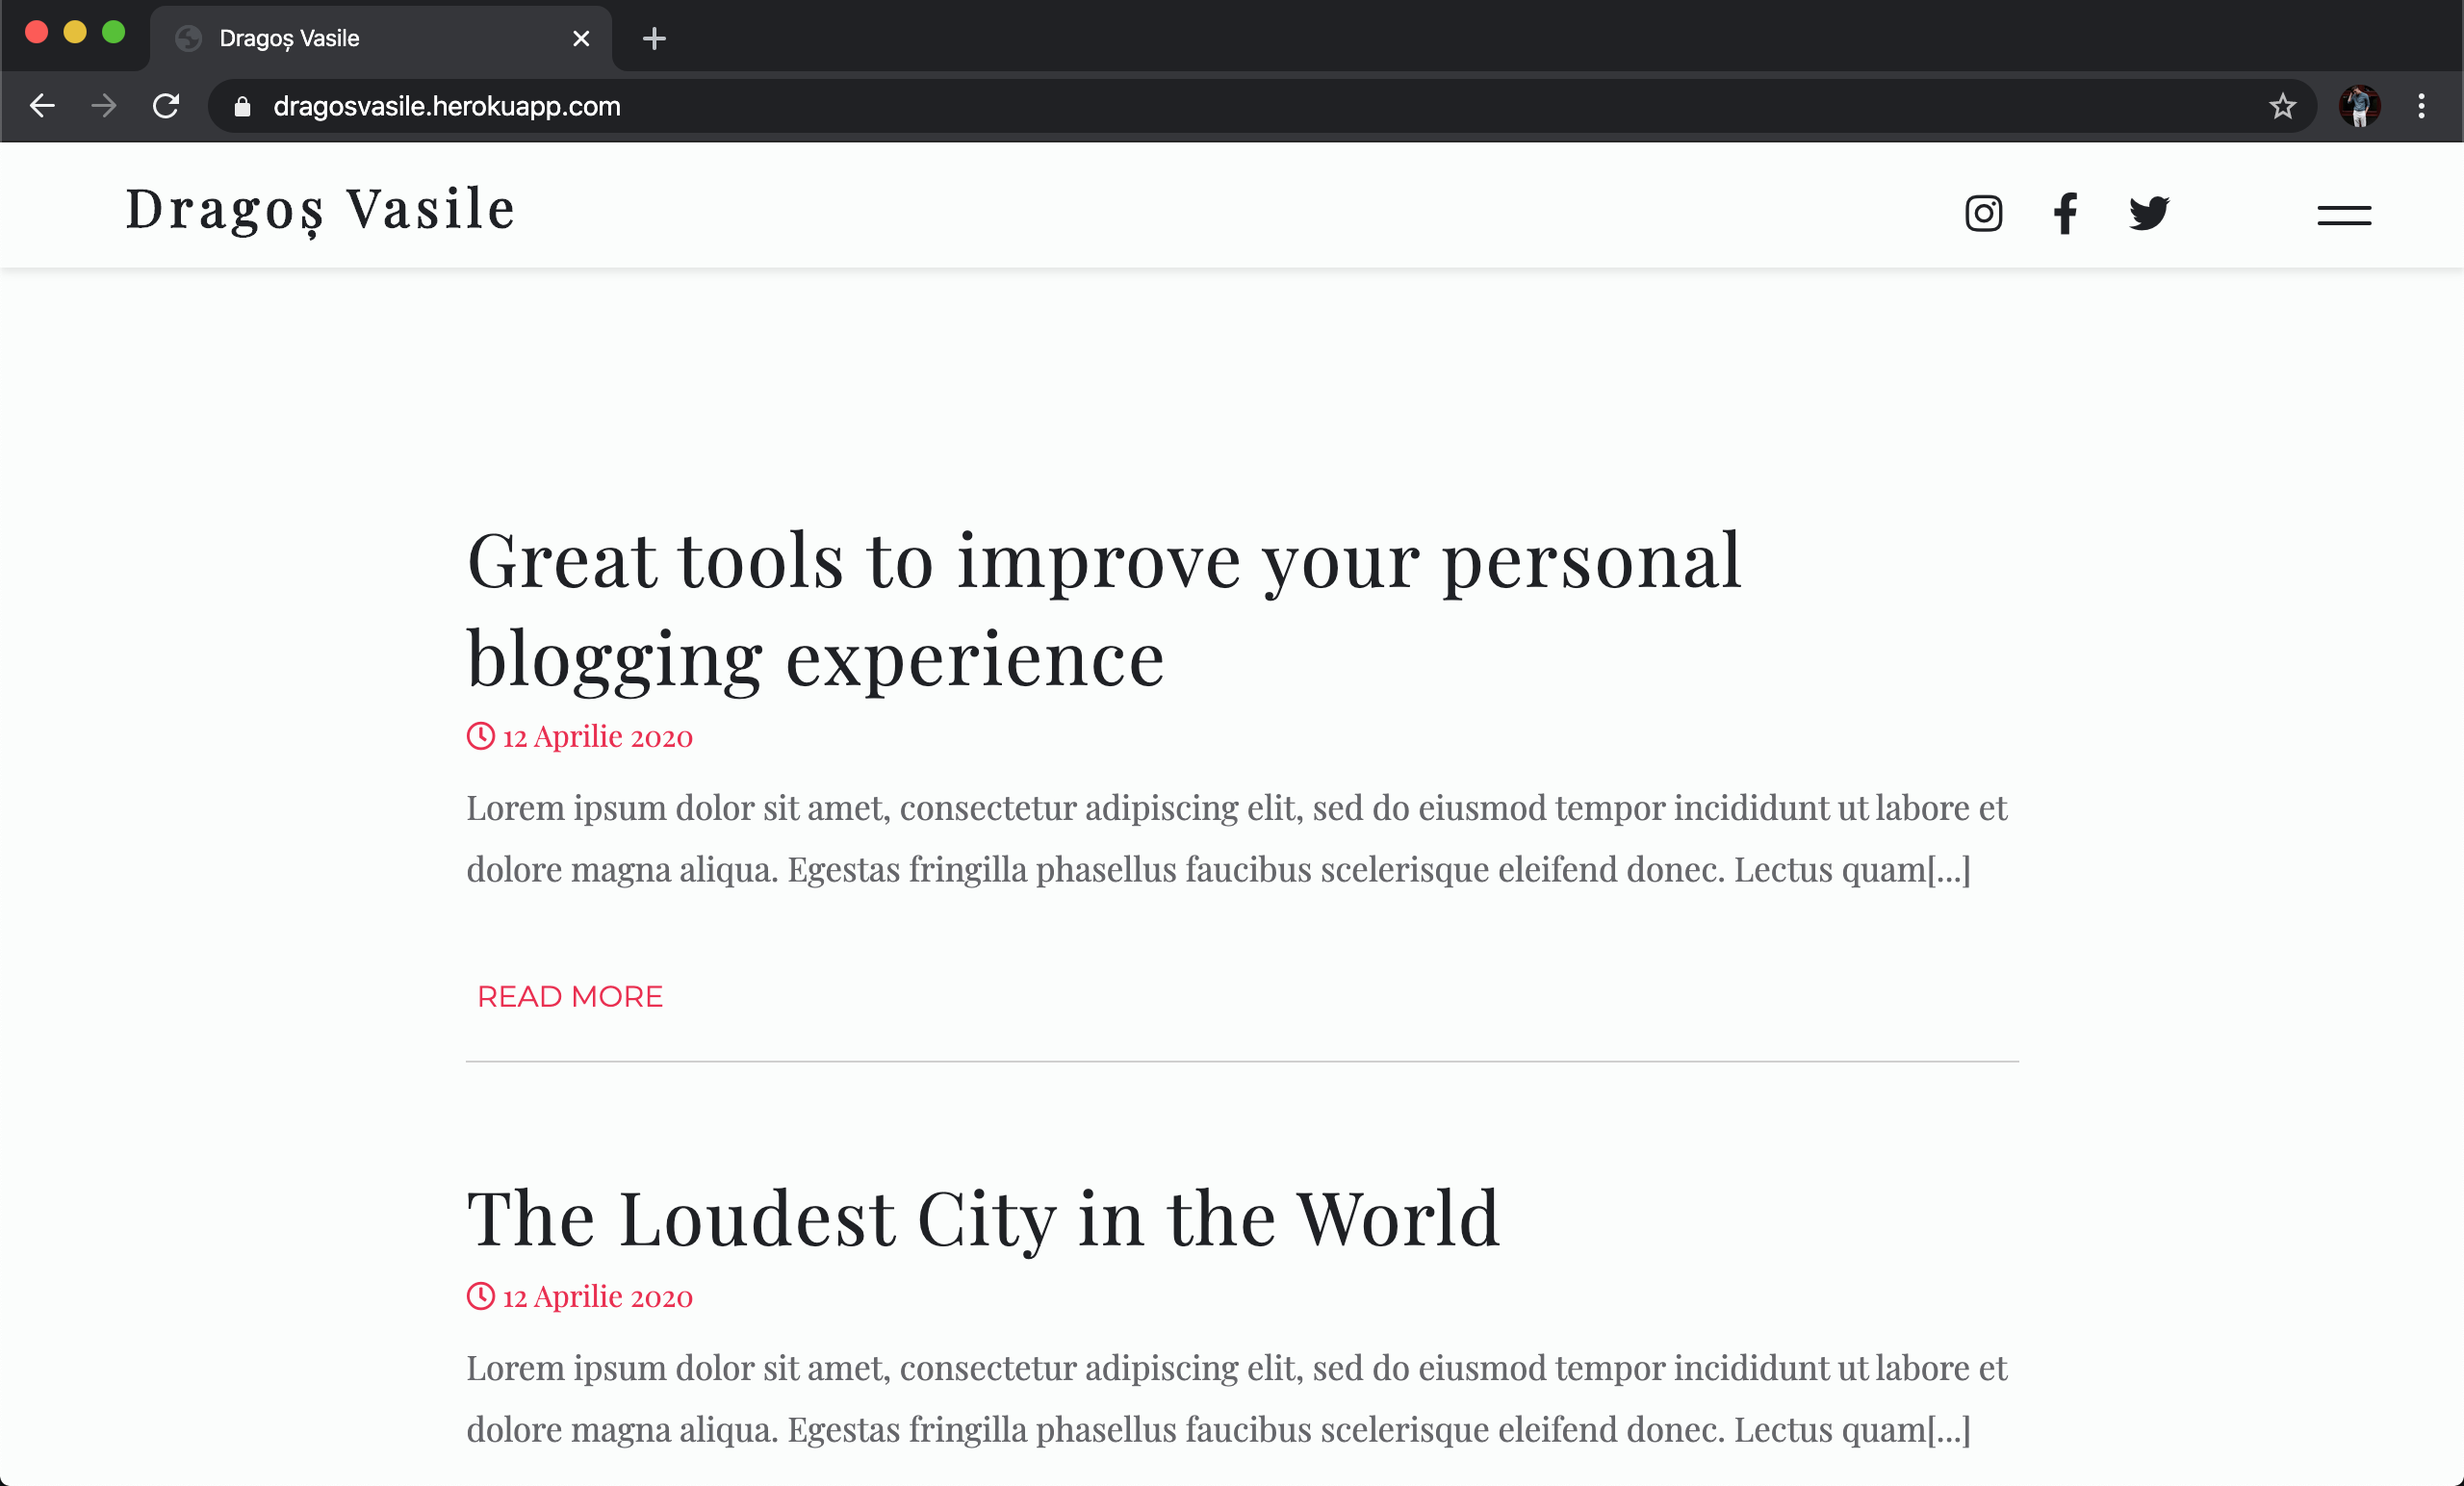 Dragoș Vasile
dragosvasile.herokuapp.com
Dragoș Vasile
Great tools to improve your personal
blogging experience
12 Aprilie 2020
Lorem ipsum dolor sit amet, consectetur adipiscing elit, sed do eiusmod tempor incididunt ut labore et
dolore magna aliqua. Egestas fringilla phasellus faucibus scelerisque eleifend donec. Lectus quam[...]
READ MORE
The Loudest City in the World
12 Aprilie 2020
Lorem ipsum dolor sit amet, consectetur adipiscing elit, sed do eiusmod tempor incididunt ut labore et
dolore magna aliqua. Egestas fringilla phasellus faucibus scelerisque eleifend donec. Lectus quam[...]